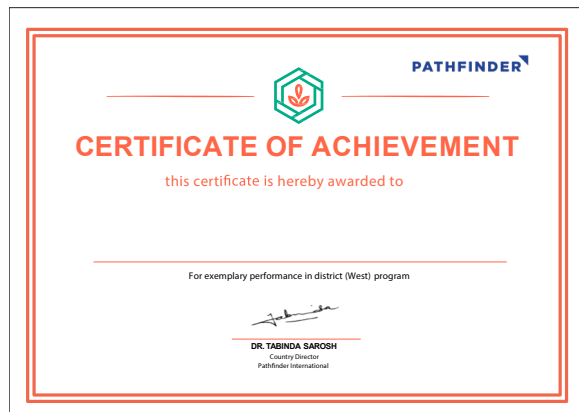 PATHFINDER
CERTIFICATE OF ACHIEVEMENT
this certificate is hereby awarded to
For exemplary performance in district (West) program
Tabinda
DR. TABINDA SAROSH
Country Director
Pathfinder International